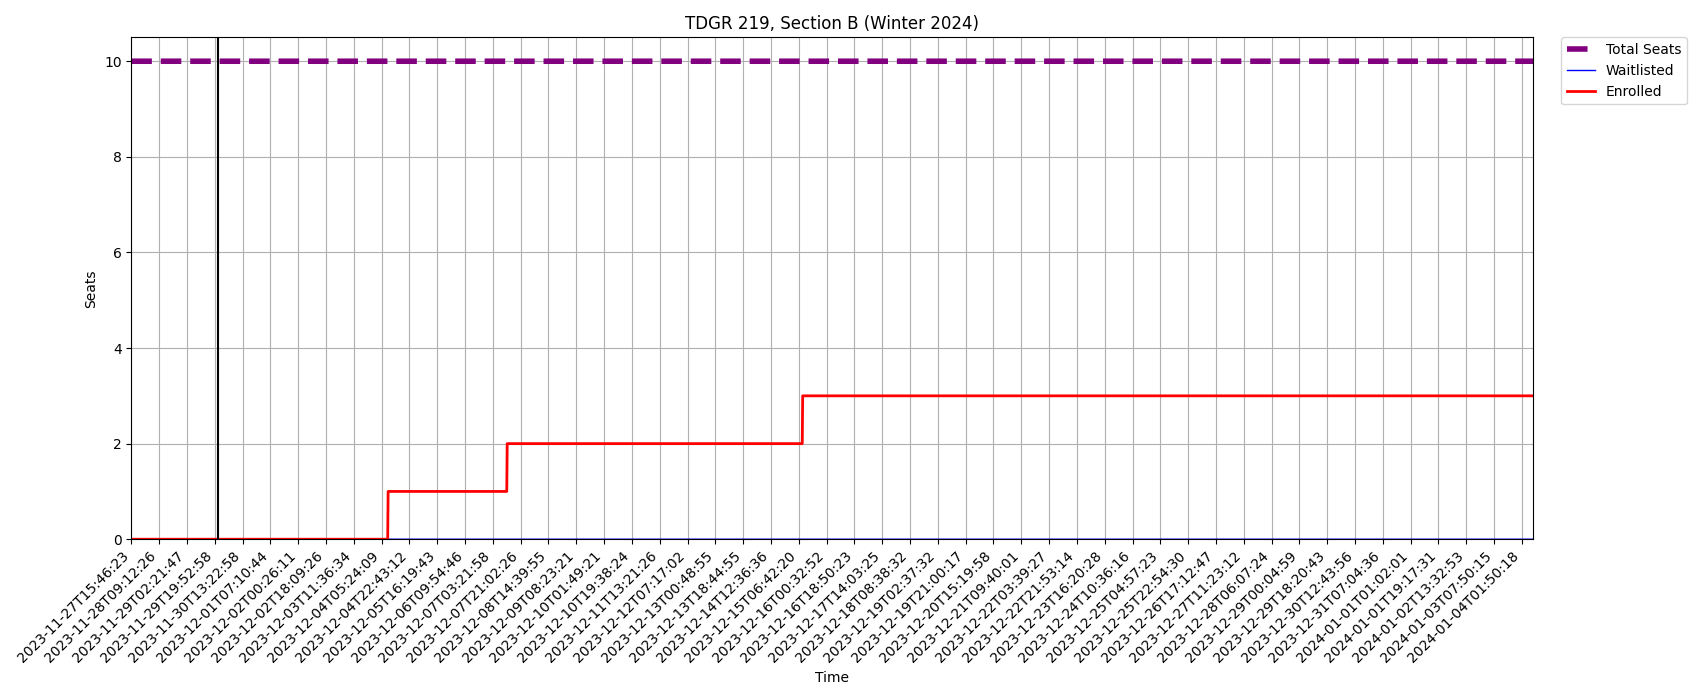 TDGR 219, Section B (Winter 2024)
Total Seats
Waitlisted
Enrolled
10
8
6
4
2
0
Seats
2023-11-27T15:46:23
2023-11-28T09:12:26
2023-11-29T02:21:47
2023-11-29T19:52:58
2023-11-30T13:22:58
2023-12-01T07:10:44
2023-12-02T00:26:11
2023-12-02T18:09:26
2023-12-03T11:36:34
2023-12-04T05:24:09
2023-12-04T22:43:12
2023-12-05T16:19:43
2023-12-06T09:54:46
2023-12-07T03:21:58
2023-12-07T21:02:26
2023-12-08T14:39:55
2023-12-09T08:23:21
2023-12-10T01:49:21
2023-12-10T19:38:24
2023-12-11T13:21:26
2023-12-12T07:17:02
2023-12-13T00:48:55
2023-12-13T18:44:55
2023-12-14T12:36:36
2023-12-15T06:42:20
2023-12-16T00:32:52
2023-12-16T18:50:23
2023-12-17T14:03:25
2023-12-18T08:38:32
2023-12-19T02:37:32
2023-12-19T21:00:17
2023-12-20T15:19:58
2023-12-21T09:40:01
2023-12-22T03:39:27
2023-12-22T21:53:14
2023-12-23T16:20:28
2023-12-24T10:36:16
2023-12-25T04:57:23
2023-12-25T22:54:30
2023-12-26T17:12:47
2023-12-27T11:23:12
2023-12-28T06:07:24
2023-12-29T00:04:59
2023-12-29T18:20:43
2023-12-30T12:43:56
2023-12-31T07:04:36
2024-01-01T01:02:01
2024-01-01T19:17:31
2024-01-02T13:32:53
2024-01-03T07:50:15
2024-01-04T01:50:18
Time